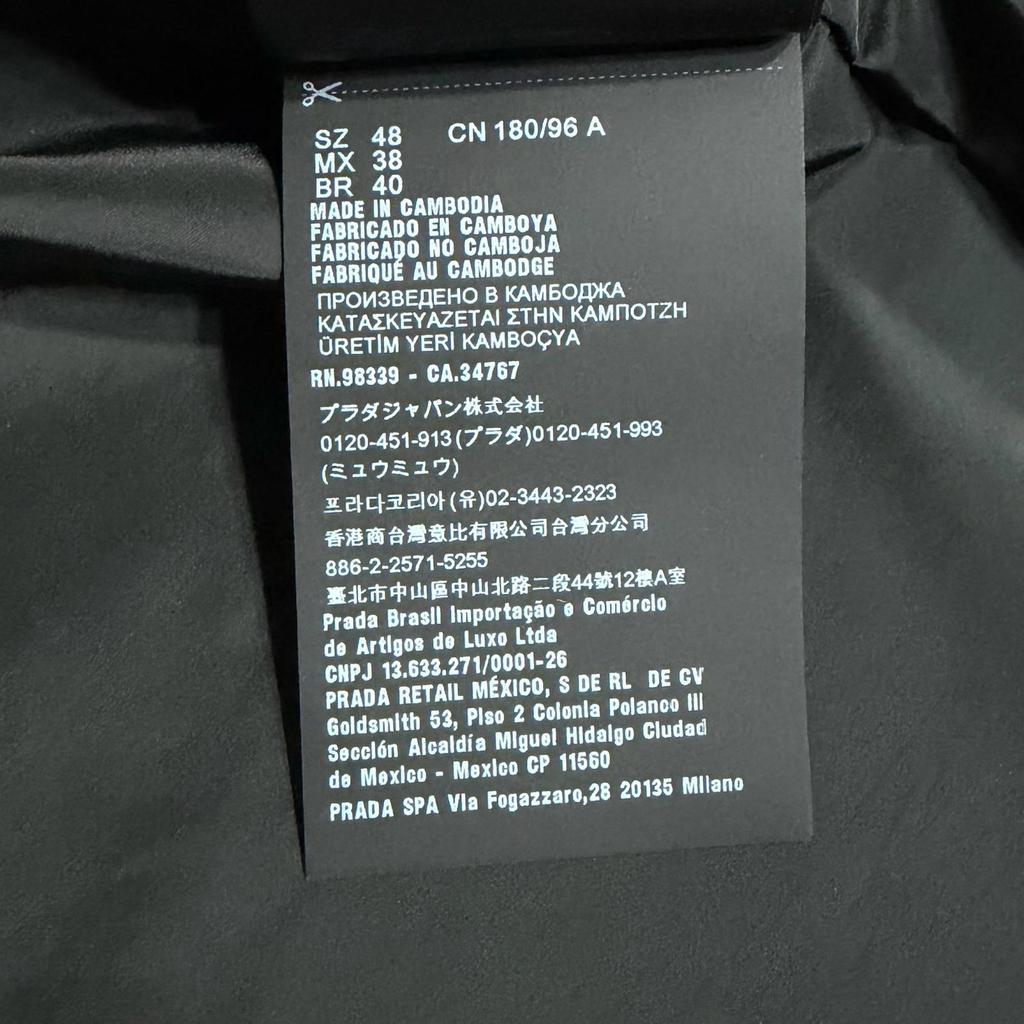 SZ 48 CN 180/96 A
MX 38
BR 40
MADE IN CAMBODIA
FABRICADO EN CAMBOYA
FABRICADO NO CAMBOJA
FABRIQUÉ AU CAMBODGE
ПРОИЗВЕДЕНО В КАМБОДЖА
ΚΑΤΑΣΚΕΥΑΖΕΤΑΙ ΣΤΗΝ ΚΑΜΠΟΤΖΗ
ÜRETİM YERİ KAMBOÇYA
RN.98339 - CA.34767
プラダジャパン株式会社
0120-451-913(プラダ)0120-451-993
(ミュウミュウ)
프라다코리아(유)02-3443-2323
香港商台灣意比有限公司台灣分公司
886-2-2571-5255
臺北市中山區中山北路二段44號12樓A室
Prada Brasil Importação e Comércio
de Artigos de Luxo Ltda
CNPJ 13.633.271/0001-26
PRADA RETAIL MÉXICO, S DE RL DE CV
Goldsmith 53, Piso 2 Colonia Polanco III
Sección Alcaldía Miguel Hidalgo Ciudad
de Mexico - Mexico CP 11560
PRADA SPA Via Fogazzaro,28 20135 Milano